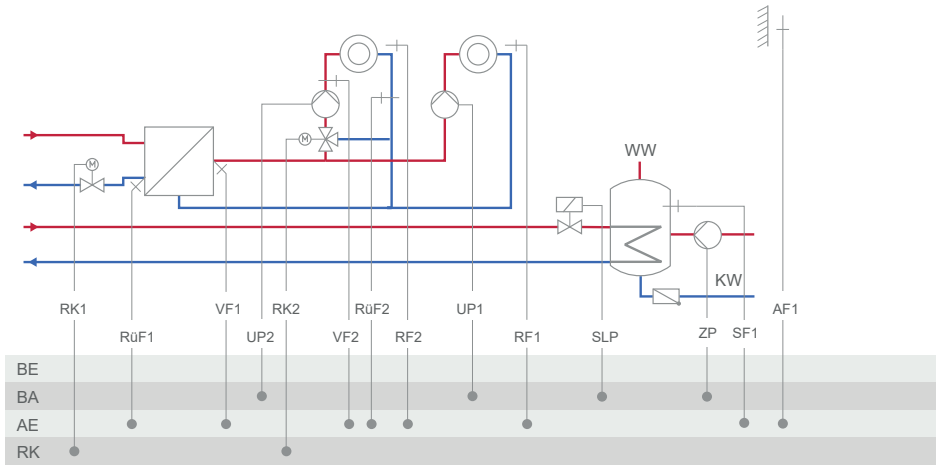 M
M
WW
KW
RK1 VF1 RK2 RüF2 UP1 AF1
RüF1 UP2 VF2 RF2 RF1 SLP ZP SF1
BE
BA
AE
RK